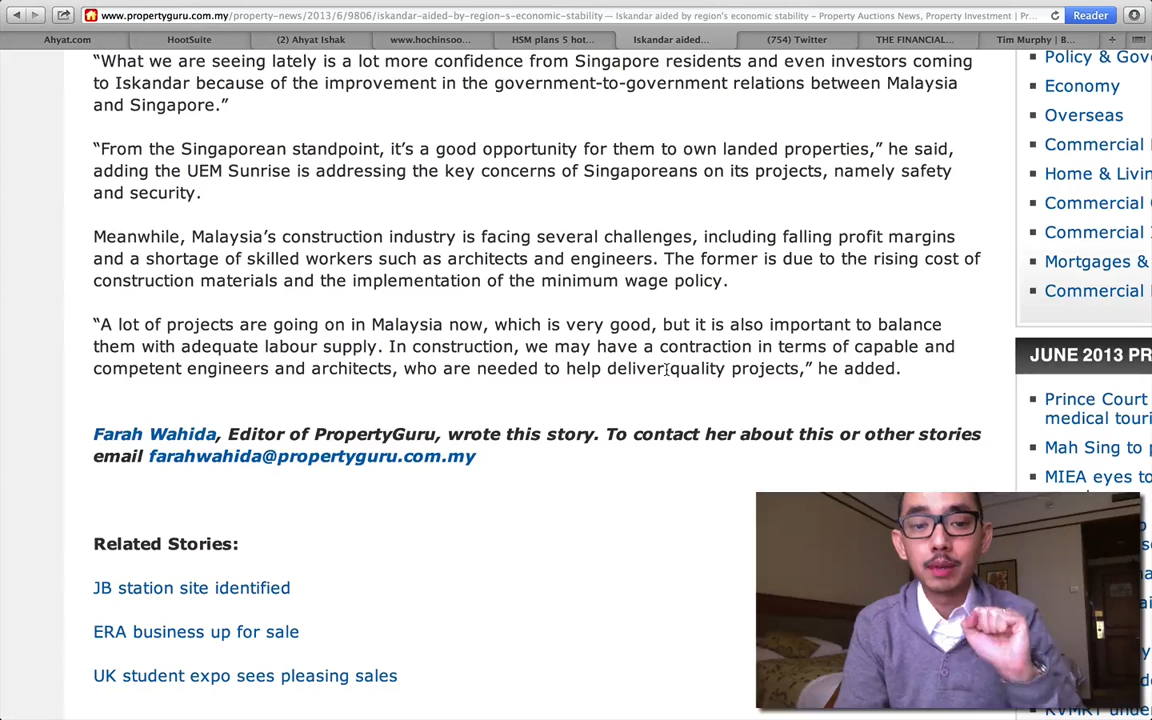 www.propertyguru.com.my/property-news/2013/6/9806/iskandar-aided-by-region-s-economic-stability — Iskandar aided by region's economic stability – Property Auctions News, Property Investment | Pr...
Reader
Ahyat.com
HootSuite
(2) Ahyat Ishak
www.hochinsoo...
HSM plans 5 hot...
Iskandar aided...
(754) Twitter
THE FINANCIAL...
Tim Murphy | B...
“What we are seeing lately is a lot more confidence from Singapore residents and even investors coming
to Iskandar because of the improvement in the government-to-government relations between Malaysia
and Singapore.”
“From the Singaporean standpoint, it’s a good opportunity for them to own landed properties,” he said,
adding the UEM Sunrise is addressing the key concerns of Singaporeans on its projects, namely safety
and security.
Meanwhile, Malaysia’s construction industry is facing several challenges, including falling profit margins
and a shortage of skilled workers such as architects and engineers. The former is due to the rising cost of
construction materials and the implementation of the minimum wage policy.
“A lot of projects are going on in Malaysia now, which is very good, but it is also important to balance
them with adequate labour supply. In construction, we may have a contraction in terms of capable and
competent engineers and architects, who are needed to help deliver quality projects,” he added.
Farah Wahida, Editor of PropertyGuru, wrote this story. To contact her about this or other stories
email farahwahida@propertyguru.com.my
Related Stories:
JB station site identified
ERA business up for sale
UK student expo sees pleasing sales
Policy & Gov
Economy
Overseas
Commercial
Home & Livin
Commercial
Commercial
Mortgages &
Commercial
JUNE 2013 PR
Prince Court
medical touri
Mah Sing to p
MIEA eyes to